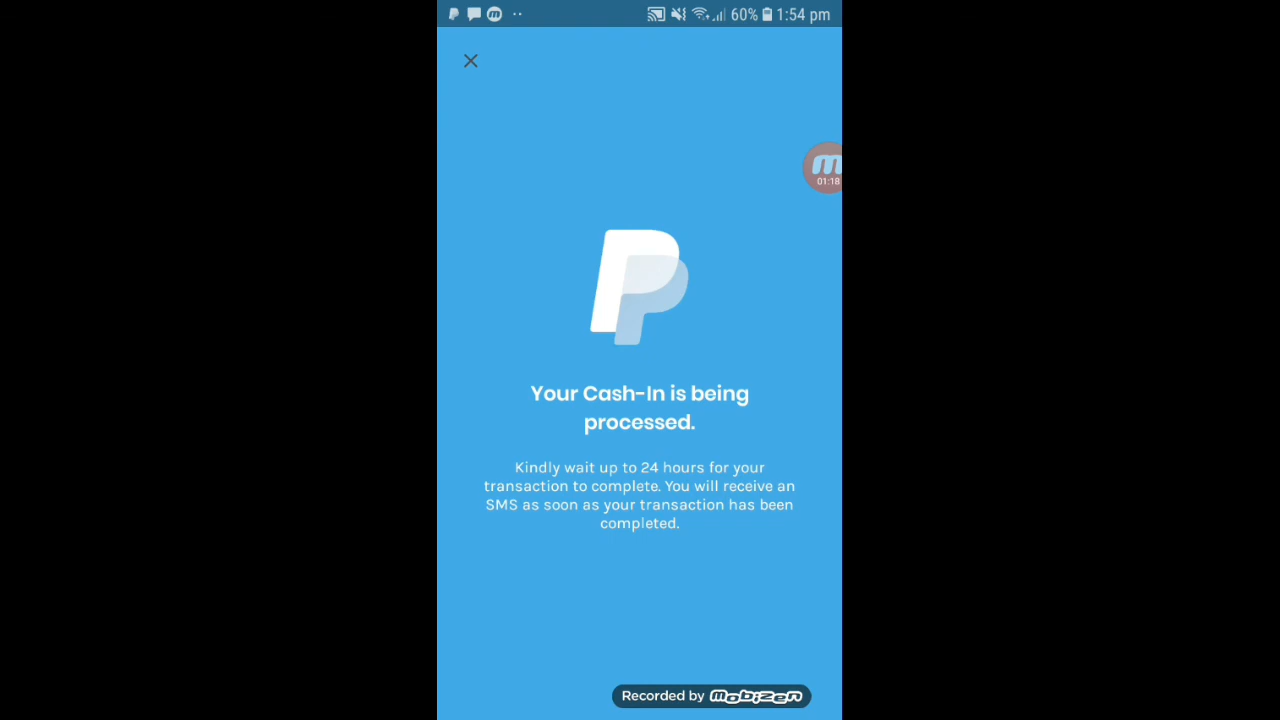 60% 1:54 pm
01:18
Your Cash-In is being
processed.
Kindly wait up to 24 hours for your
transaction to complete. You will receive an
SMS as soon as your transaction has been
completed.
Recorded by mobizen